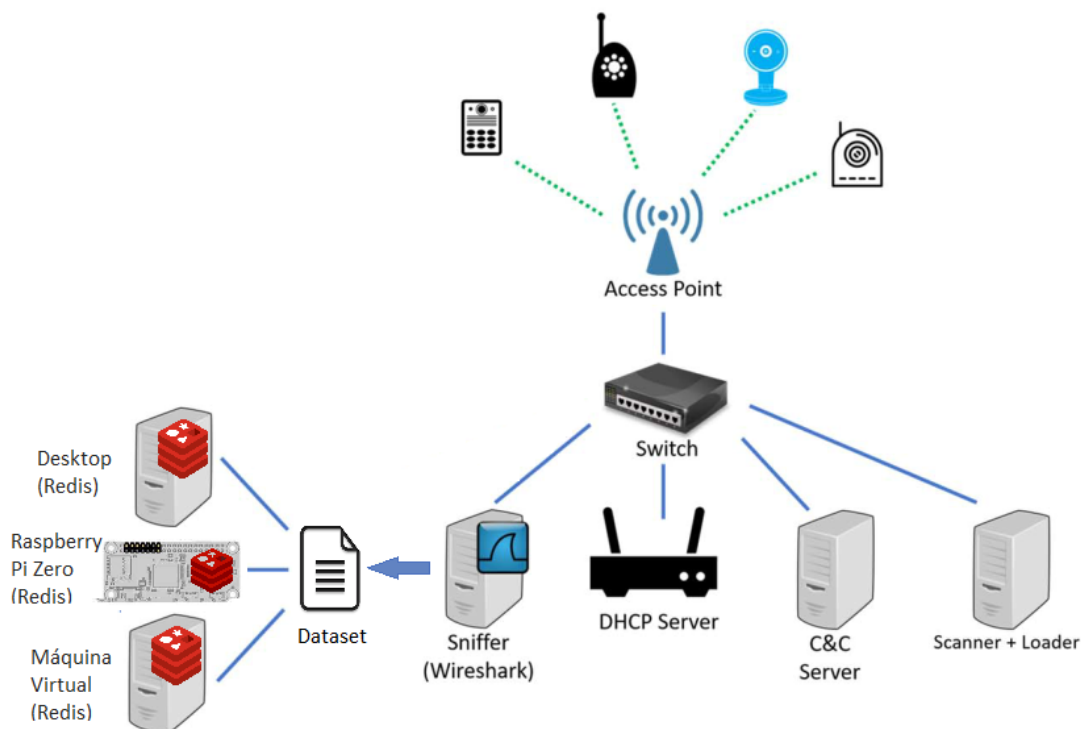 Access Point
Switch
Desktop
(Redis)
Raspberry
Pi Zero
(Redis)
Máquina
Virtual
(Redis)
Dataset
Sniffer
(Wireshark)
DHCP Server
C&C
Server
Scanner + Loader